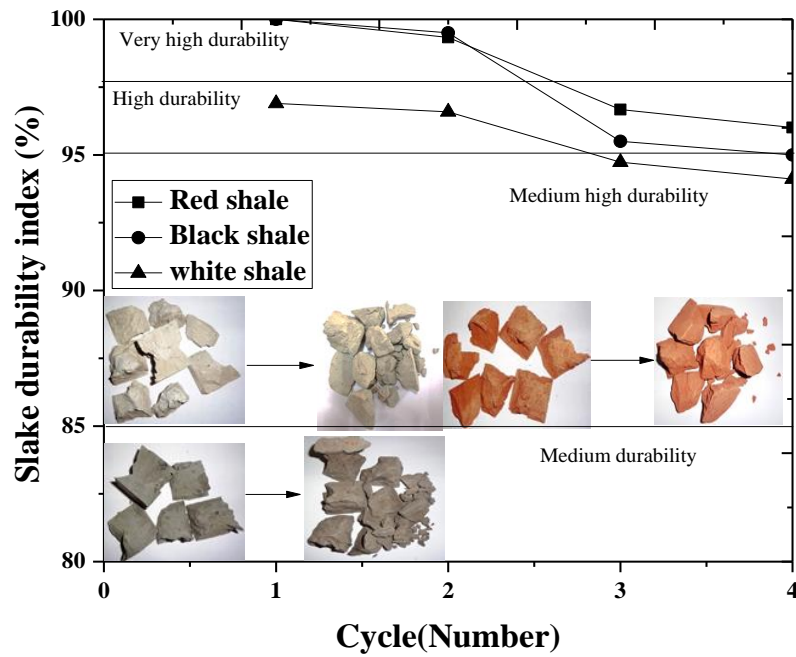 100
Very high durability
High durability
95
Medium high durability
Red shale
Black shale
white shale
90
85
Medium durability
80
0
1
2
3
4
Slake durability index (%)
Cycle(Number)